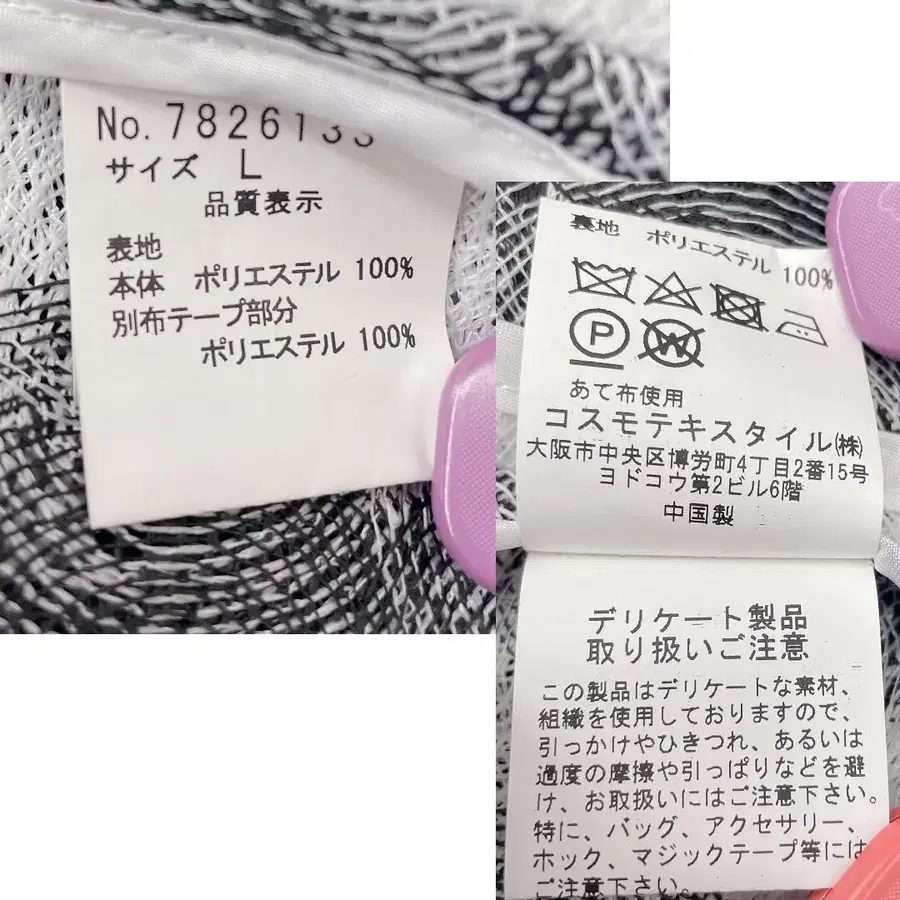 No. 7826133
サイズ L
品質表示
表地
本体 ポリエステル 100%
別布テープ部分
ポリエステル 100%
裏地 ポリエステル 100%
P
W
あて布使用
コスモテキスタイル(株)
大阪市中央区博労町4丁目2番15号
ヨドコウ第2ビル6階
中国製
デリケート製品
取り扱いご注意
この製品はデリケートな素材、
組織を使用しておりますので、
引っかけやひきつれ、あるいは
過度の摩擦や引っぱりなどを避
け、お取扱いにはご注意下さい。
特に、バッグ、アクセサリー、
ホック、マジックテープ等には
ご注意下さい。